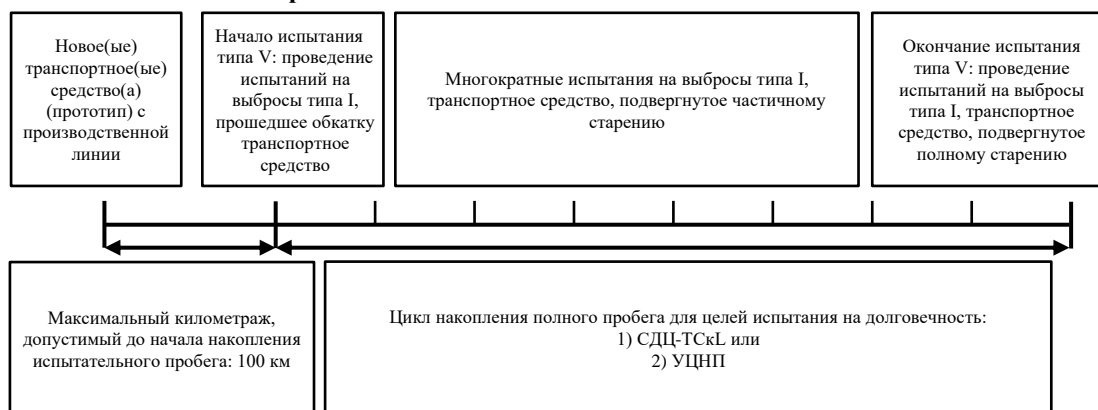 Новое(ые)
транспортное(ые)
средство(а)
(прототип) с
производственной
линии
Начало испытания
типа V: проведение
испытаний на
выбросы типа I,
прошедшее обкатку
транспортное
средство
Многократные испытания на выбросы типа I,
транспортное средство, подвергнутое частичному
старению
Окончание испытания
типа V: проведение
испытаний на выбросы
типа I, транспортное
средство, подвергнутое
полному старению
Максимальный километраж,
допустимый до начала накопления
испытательного пробега: 100 км
Цикл накопления полного пробега для целей испытания на долговечность:
1) СДЦ-ТСкL или
2) УЦНП